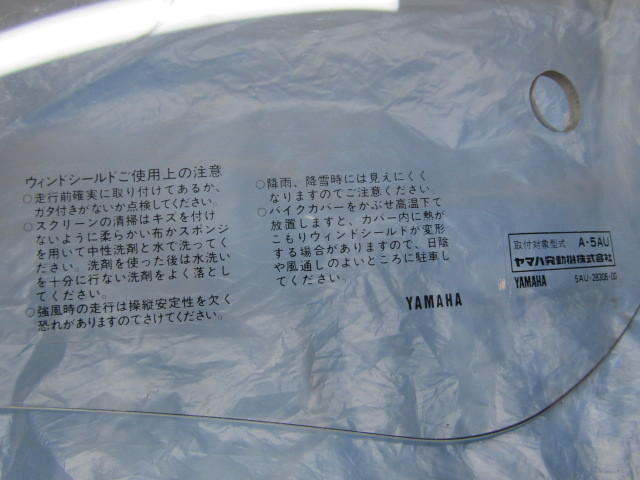 ウィンドシールドご使用上の注意
○走行前確実に取り付けてあるか、
カタ付きがないか点検してください。
○スクリーンの清掃はキズを付け
ないように柔らかい布かスポンジ
を用いて中性洗剤と水で洗ってく
ださい。洗剤を使った後は水洗い
を十分に行ない洗剤をよく落とし
てください。
○強風時の走行は操縦安定性を欠く
恐れがありますのでさけてください。
○降雨、降雪時には見えにくく
なりますのでご注意ください。
○バイクカバーをかぶせ高温下で
放置しますと、カバー内に熱が
こもりウィンドシールドが変形
する場合がありますので、日陰
や風通しのよいところに駐車し
てください。
YAMAHA
取付対象型式 A-5AU
ヤマハ発動機株式会社
YAMAHA 5AU-28306-00